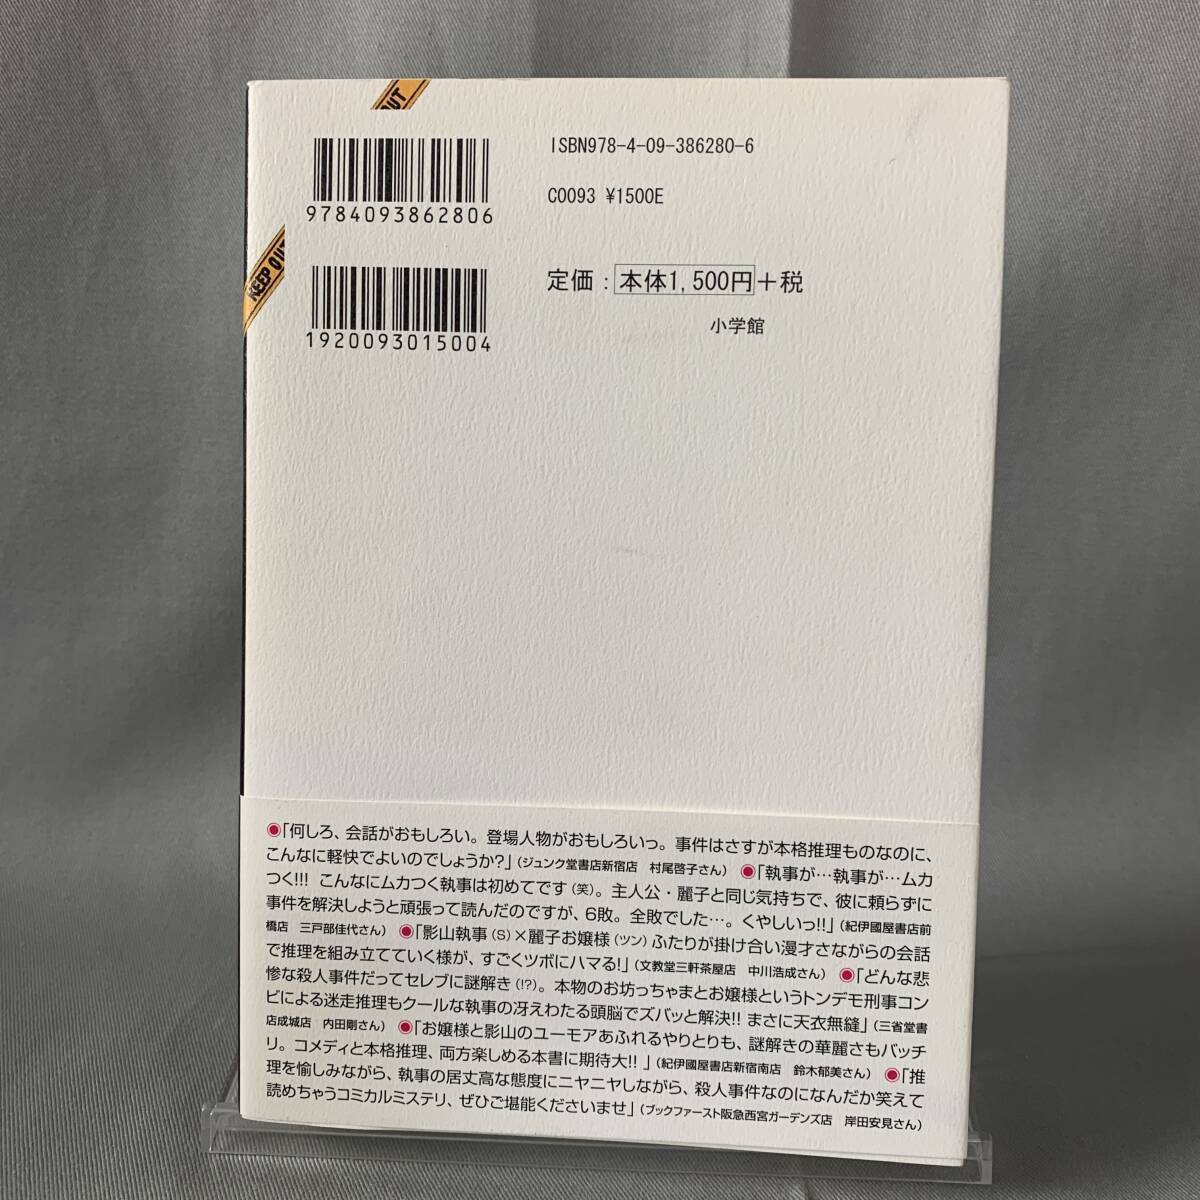 OUT
ISBN978-4-09-386280-6
9784093862806
C0093 ¥1500E
KEEP OUT
定価：本体1,500円＋税
小学館
1920093015004
◉「何しろ、会話がおもしろい。登場人物がおもしろいっ。事件はさすが本格推理ものなのに、
こんなに軽快でよいのでしょうか？」（ジュンク堂書店新宿店　村尾啓子さん）　◉「執事が…執事が…ムカ
つく!!!　こんなにムカつく執事は初めてです（笑）。主人公・麗子と同じ気持ちで、彼に頼らずに
事件を解決しようと頑張って読んだのですが、6敗。全敗でした…。くやしいっ!!」（紀伊國屋書店前
橋店　三戸部佳代さん）　◉「影山執事（S）×麗子お嬢様（ツン）ふたりが掛け合い漫才さながらの会話
で推理を組み立てていく様が、すごくツボにハマる!」（文教堂三軒茶屋店　中川浩成さん）　◉「どんな悲
惨な殺人事件だってセレブに謎解き（!?）。本物のお坊っちゃまとお嬢様というトンデモ刑事コン
ビによる迷走推理もクールな執事の冴えわたる頭脳でズバッと解決!! まさに天衣無縫」（三省堂書
店成城店　内田剛さん）　◉「お嬢様と影山のユーモアあふれるやりとりも、謎解きの華麗さもバッチ
リ。コメディと本格推理、両方楽しめる本書に期待大!! 」（紀伊國屋書店新宿南店　鈴木郁美さん）　◉「推
理を愉しみながら、執事の居丈高な態度にニヤニヤしながら、殺人事件なのになんだか笑えて
読めちゃうコミカルミステリ、ぜひご堪能くださいませ」（ブックファースト阪急西宮ガーデンズ店　岸田安見さん）